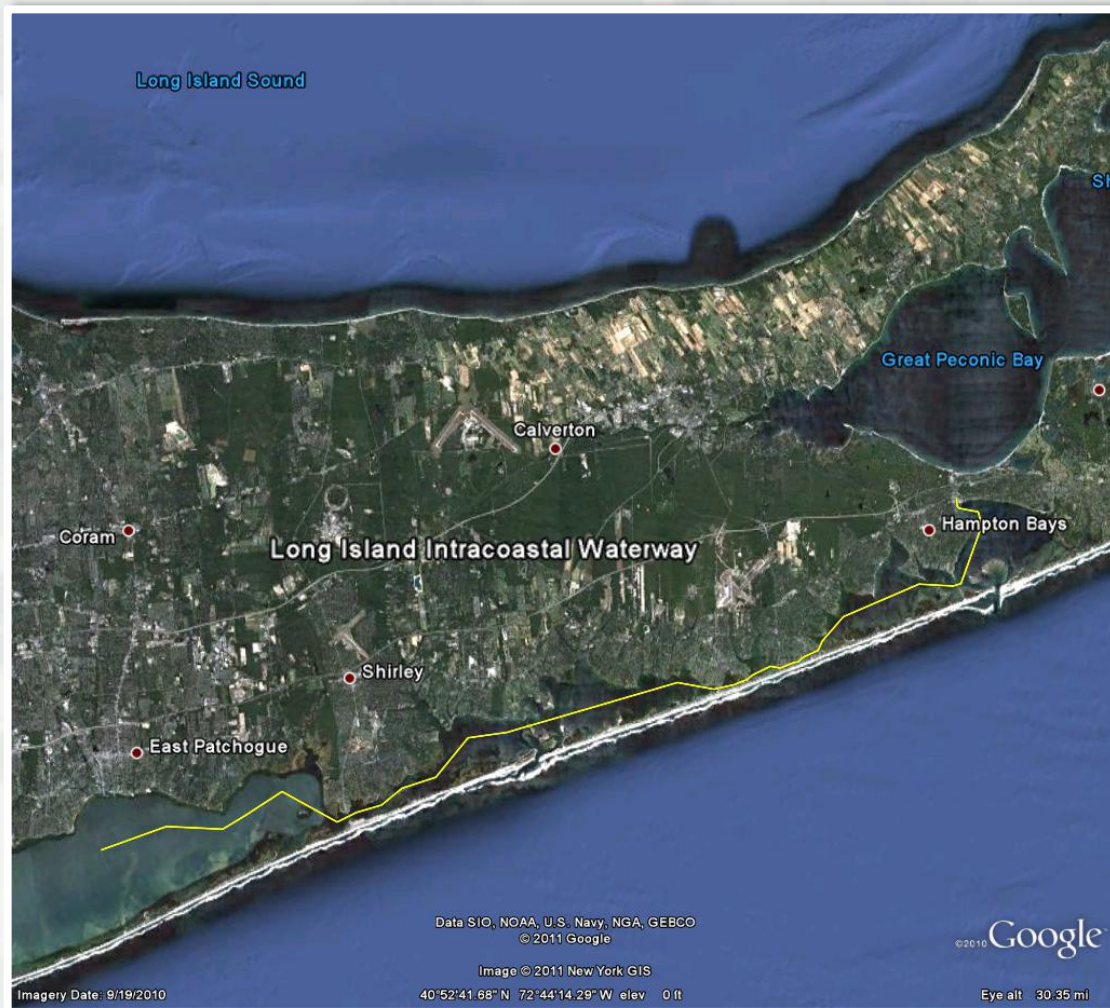 Long Island Sound
Great Peconic Bay
Calverton
Hampton Bays
Coram
Long Island Intracoastal Waterway
Shirley
East Patchogue
Data SIO, NOAA, U.S. Navy, NGA, GEBCO
© 2011 Google
©2010 Google
Image © 2011 New York GIS
Imagery Date: 9/19/2010
40°52'41.68" N 72°44'14.29" W elev 0 ft
Eye alt 30.35 mi